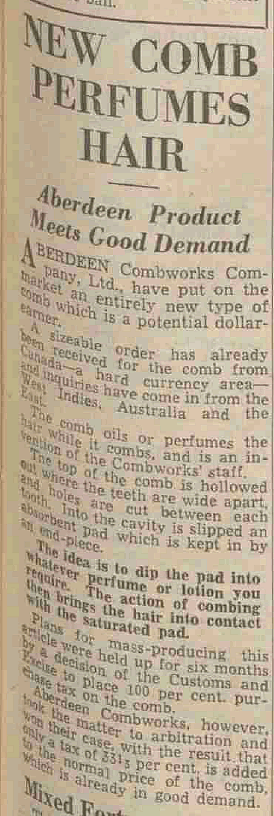 NEW COMB
PERFUMES
HAIR
Aberdeen Product
Meets Good Demand
ABERDEEN Combworks Com-
pany, Ltd., have put on the
market an entirely new type of
comb which is a potential dollar-
earner.
A sizeable order has already
been received for the comb from
Canada—a hard currency area—
and inquiries have come in from the
West Indies, Australia and the
East.
The comb oils or perfumes the
hair while it combs, and is an in-
vention of the Combworks' staff.
The top of the comb is hollowed
out where the teeth are wide apart,
and holes are cut between each
tooth. Into the cavity is slipped an
absorbent pad which is kept in by
an end-piece.
The idea is to dip the pad into
whatever perfume or lotion you
require. The action of combing
then brings the hair into contact
with the saturated pad.
Plans for mass-producing this
article were held up for six months
by a decision of the Customs and
Excise to place 100 per cent. pur-
chase tax on the comb.
Aberdeen Combworks, however,
took the matter to arbitration and
won their case, with the result that
only a tax of 33⅓ per cent. is added
to the normal price of the comb,
which is already in good demand.
Mixed